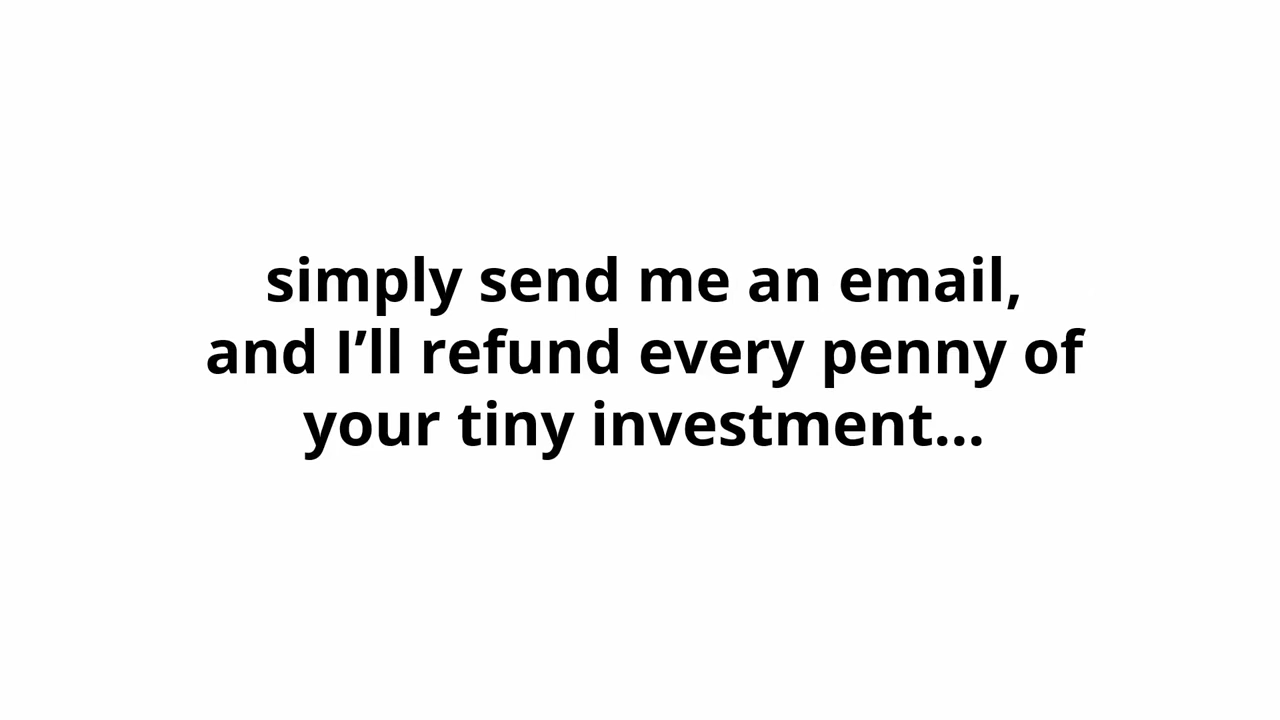 simply send me an email,
and I’ll refund every penny of
your tiny investment...